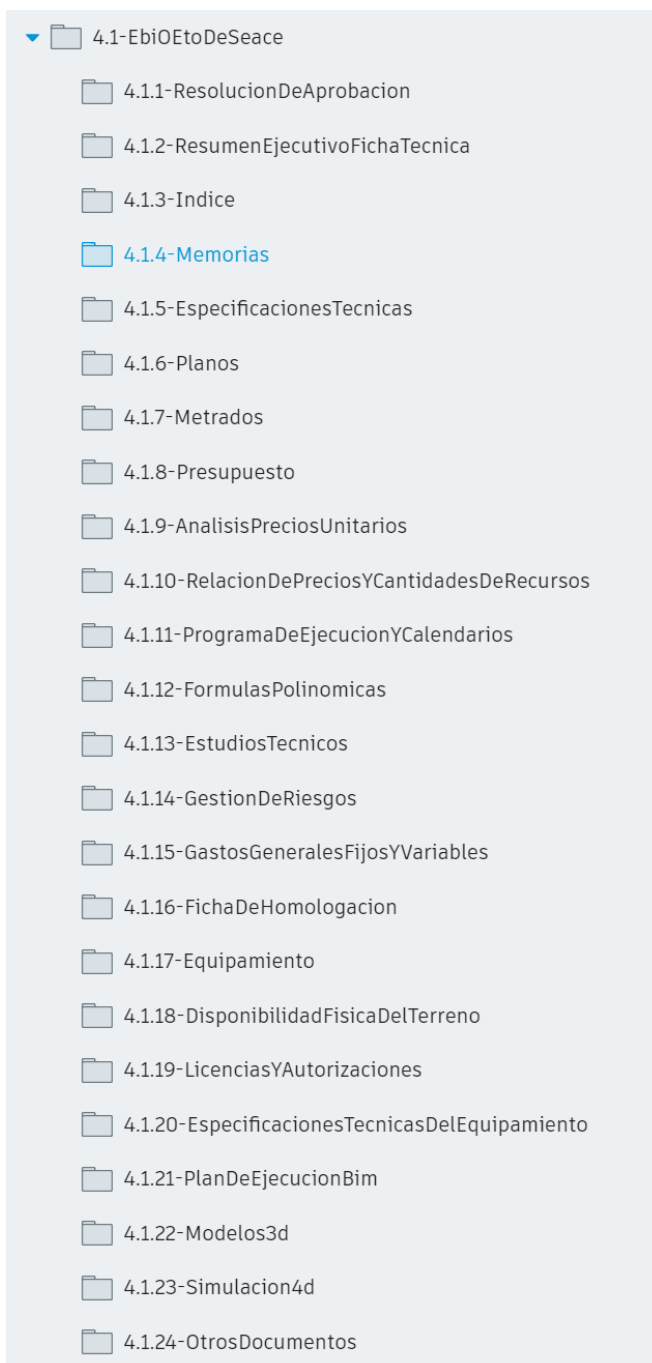 4.1-EbiOEtoDeSeace
4.1.1-ResolucionDeAprobacion
4.1.2-ResumenEjecutivoFichaTecnica
4.1.3-Indice
4.1.4-Memorias
4.1.5-EspecificacionesTecnicas
4.1.6-Planos
4.1.7-Metrados
4.1.8-Presupuesto
4.1.9-AnalisisPreciosUnitarios
4.1.10-RelacionDePreciosYCantidadesDeRecursos
4.1.11-ProgramaDeEjecucionYCalendarios
4.1.12-FormulasPolinomicas
4.1.13-EstudiosTecnicos
4.1.14-GestionDeRiesgos
4.1.15-GastosGeneralesFijosYVariables
4.1.16-FichaDeHomologacion
4.1.17-Equipamiento
4.1.18-DisponibilidadFisicaDelTerreno
4.1.19-LicenciasYAutorizaciones
4.1.20-EspecificacionesTecnicasDelEquipamiento
4.1.21-PlanDeEjecucionBim
4.1.22-Modelos3d
4.1.23-Simulacion4d
4.1.24-OtrosDocumentos